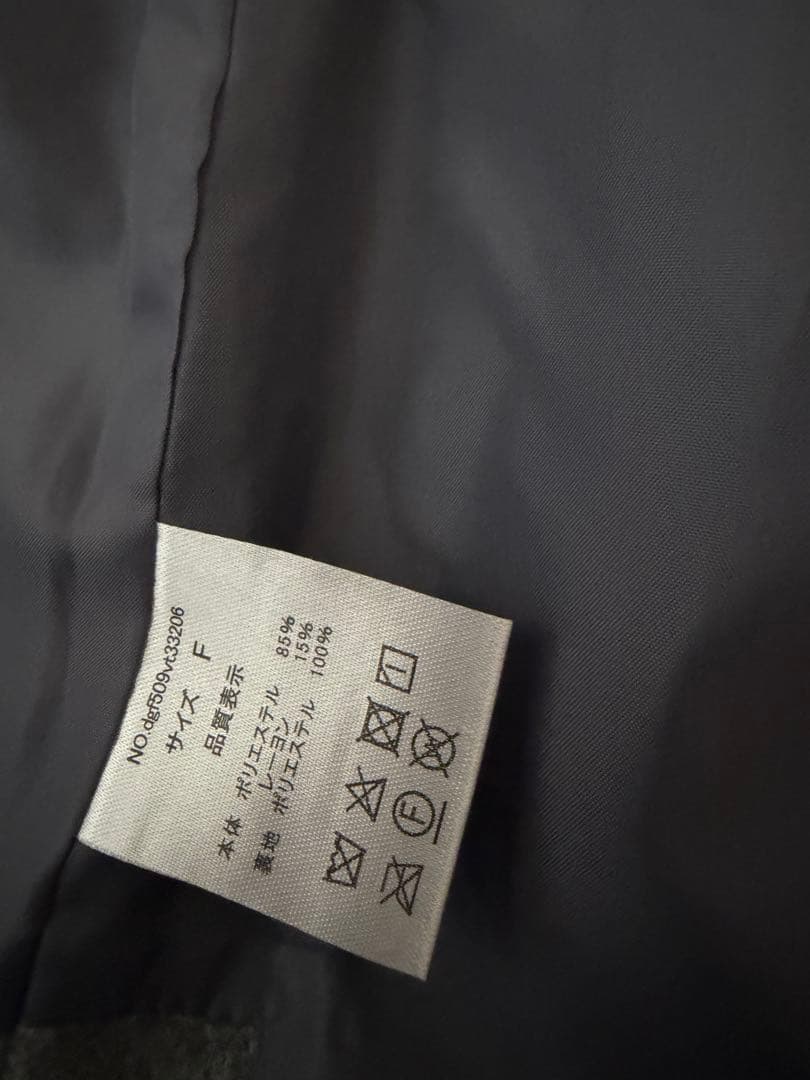 NO.dgf509vt33206
サイズ F
品質表示
本体 ポリエステル 85%
レーヨン 15%
裏地 ポリエステル 100%
F
W